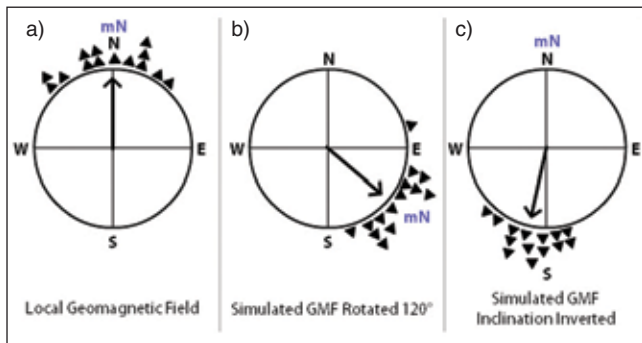 a)
mN
N
W
E
S
Local Geomagnetic Field
b)
N
W
E
mN
S
Simulated GMF Rotated 120°
c)
mN
N
W
E
S
Simulated GMF
Inclination Inverted